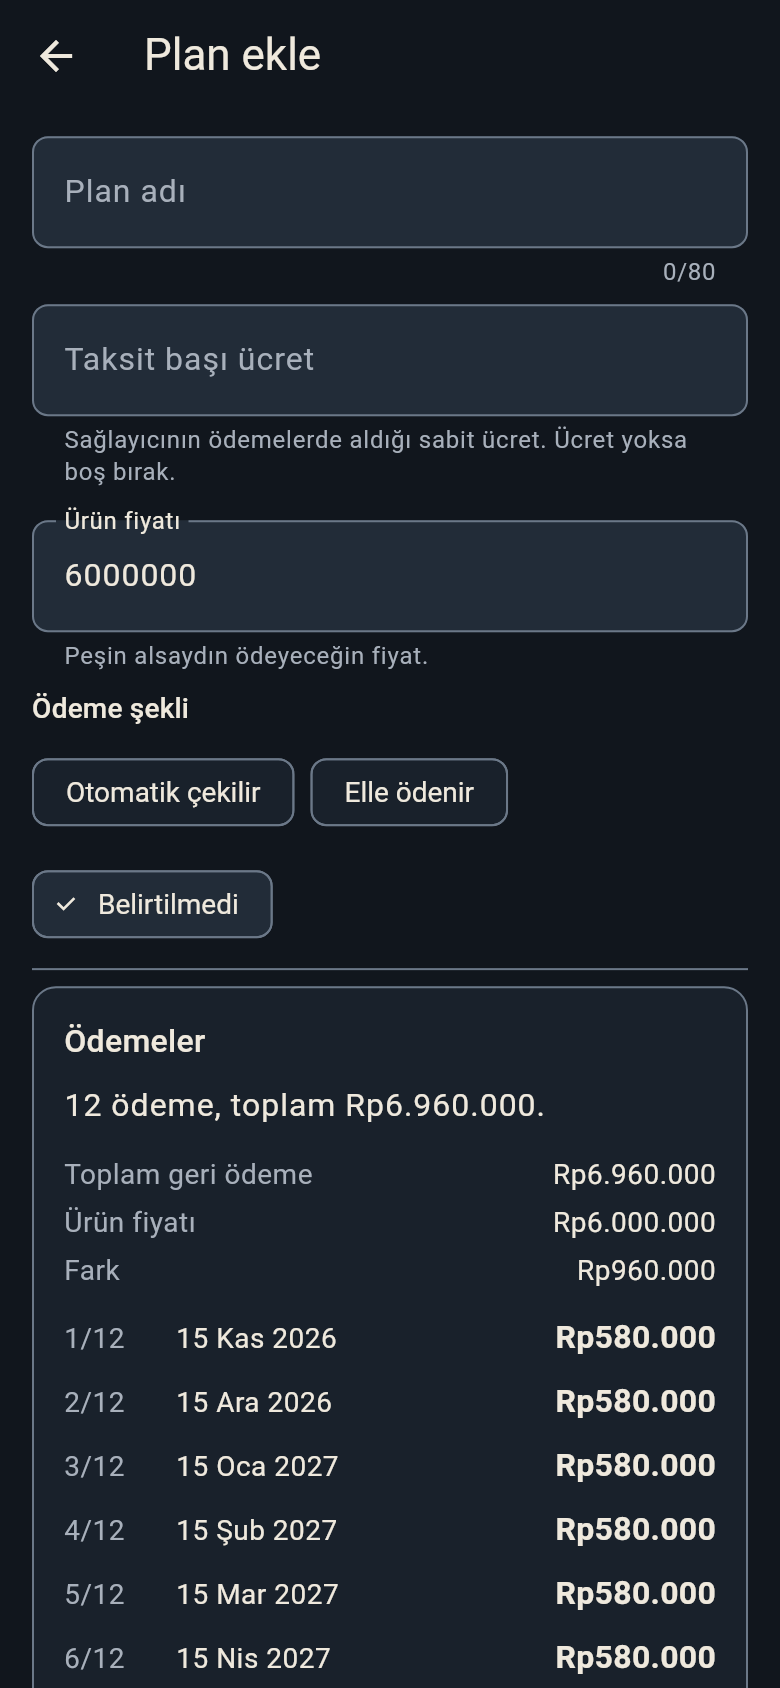 Plan ekle
Plan adı
0/80
Taksit başı ücret
Sağlayıcının ödemelerde aldığı sabit ücret. Ücret yoksa
boş bırak.
Ürün fiyatı
6000000
Peşin alsaydın ödeyeceğin fiyat.
Ödeme şekli
Otomatik çekilir
Elle ödenir
Belirtilmedi
Ödemeler
12 ödeme, toplam Rp6.960.000.
Toplam geri ödeme Rp6.960.000
Ürün fiyatı Rp6.000.000
Fark Rp960.000
1/12 15 Kas 2026 Rp580.000
2/12 15 Ara 2026 Rp580.000
3/12 15 Oca 2027 Rp580.000
4/12 15 Şub 2027 Rp580.000
5/12 15 Mar 2027 Rp580.000
6/12 15 Nis 2027 Rp580.000